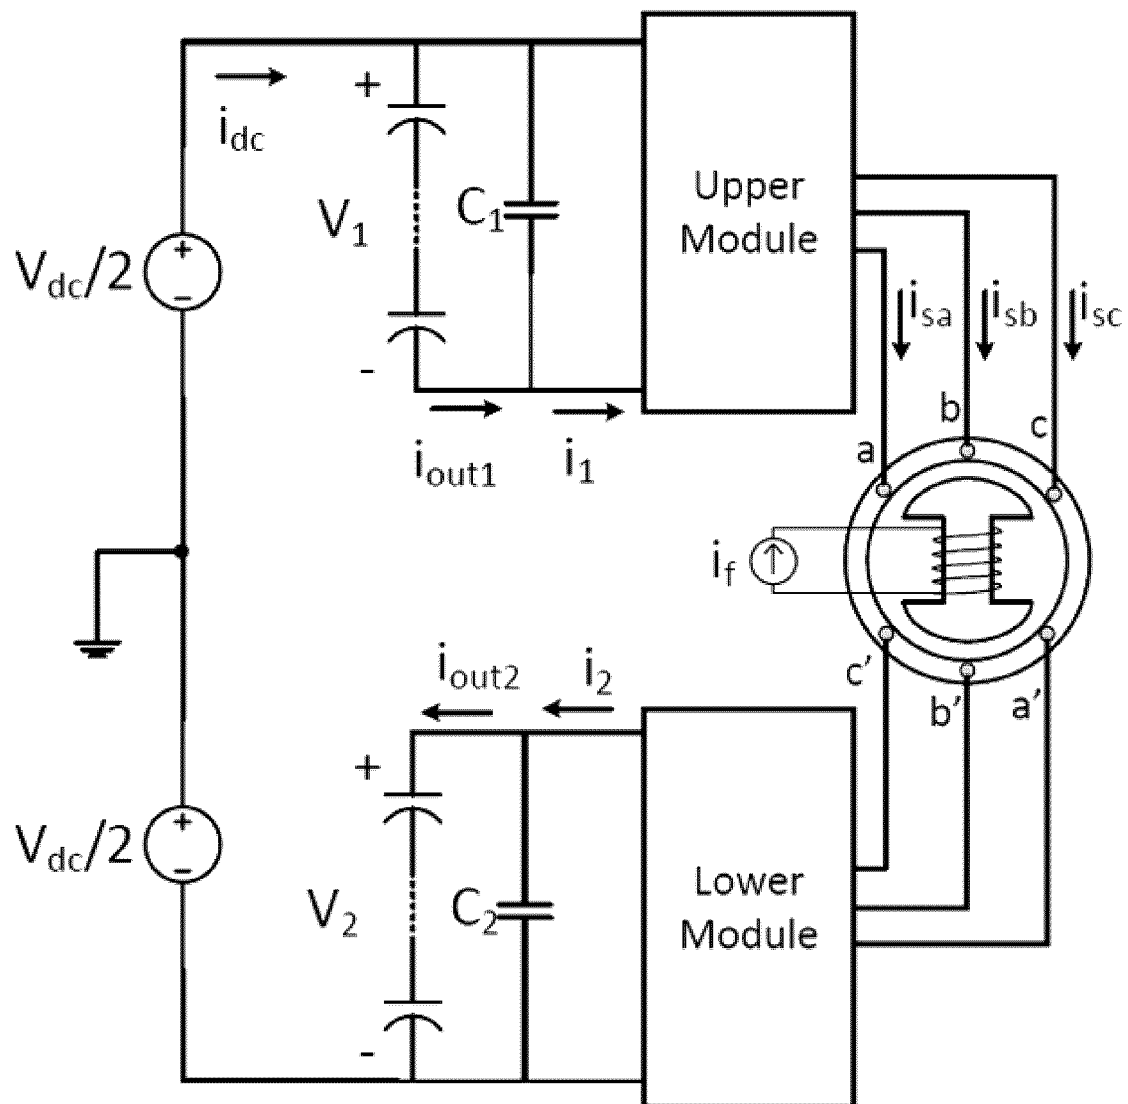 i_dc
+
V_1
C_1
-
Upper
Module
V_dc/2
+
-
i_out1
i_1
i_sa
i_sb
i_sc
a
b
c
i_f
c'
b'
a'
i_out2
i_2
+
V_dc/2
+
-
V_2
C_2
-
Lower
Module